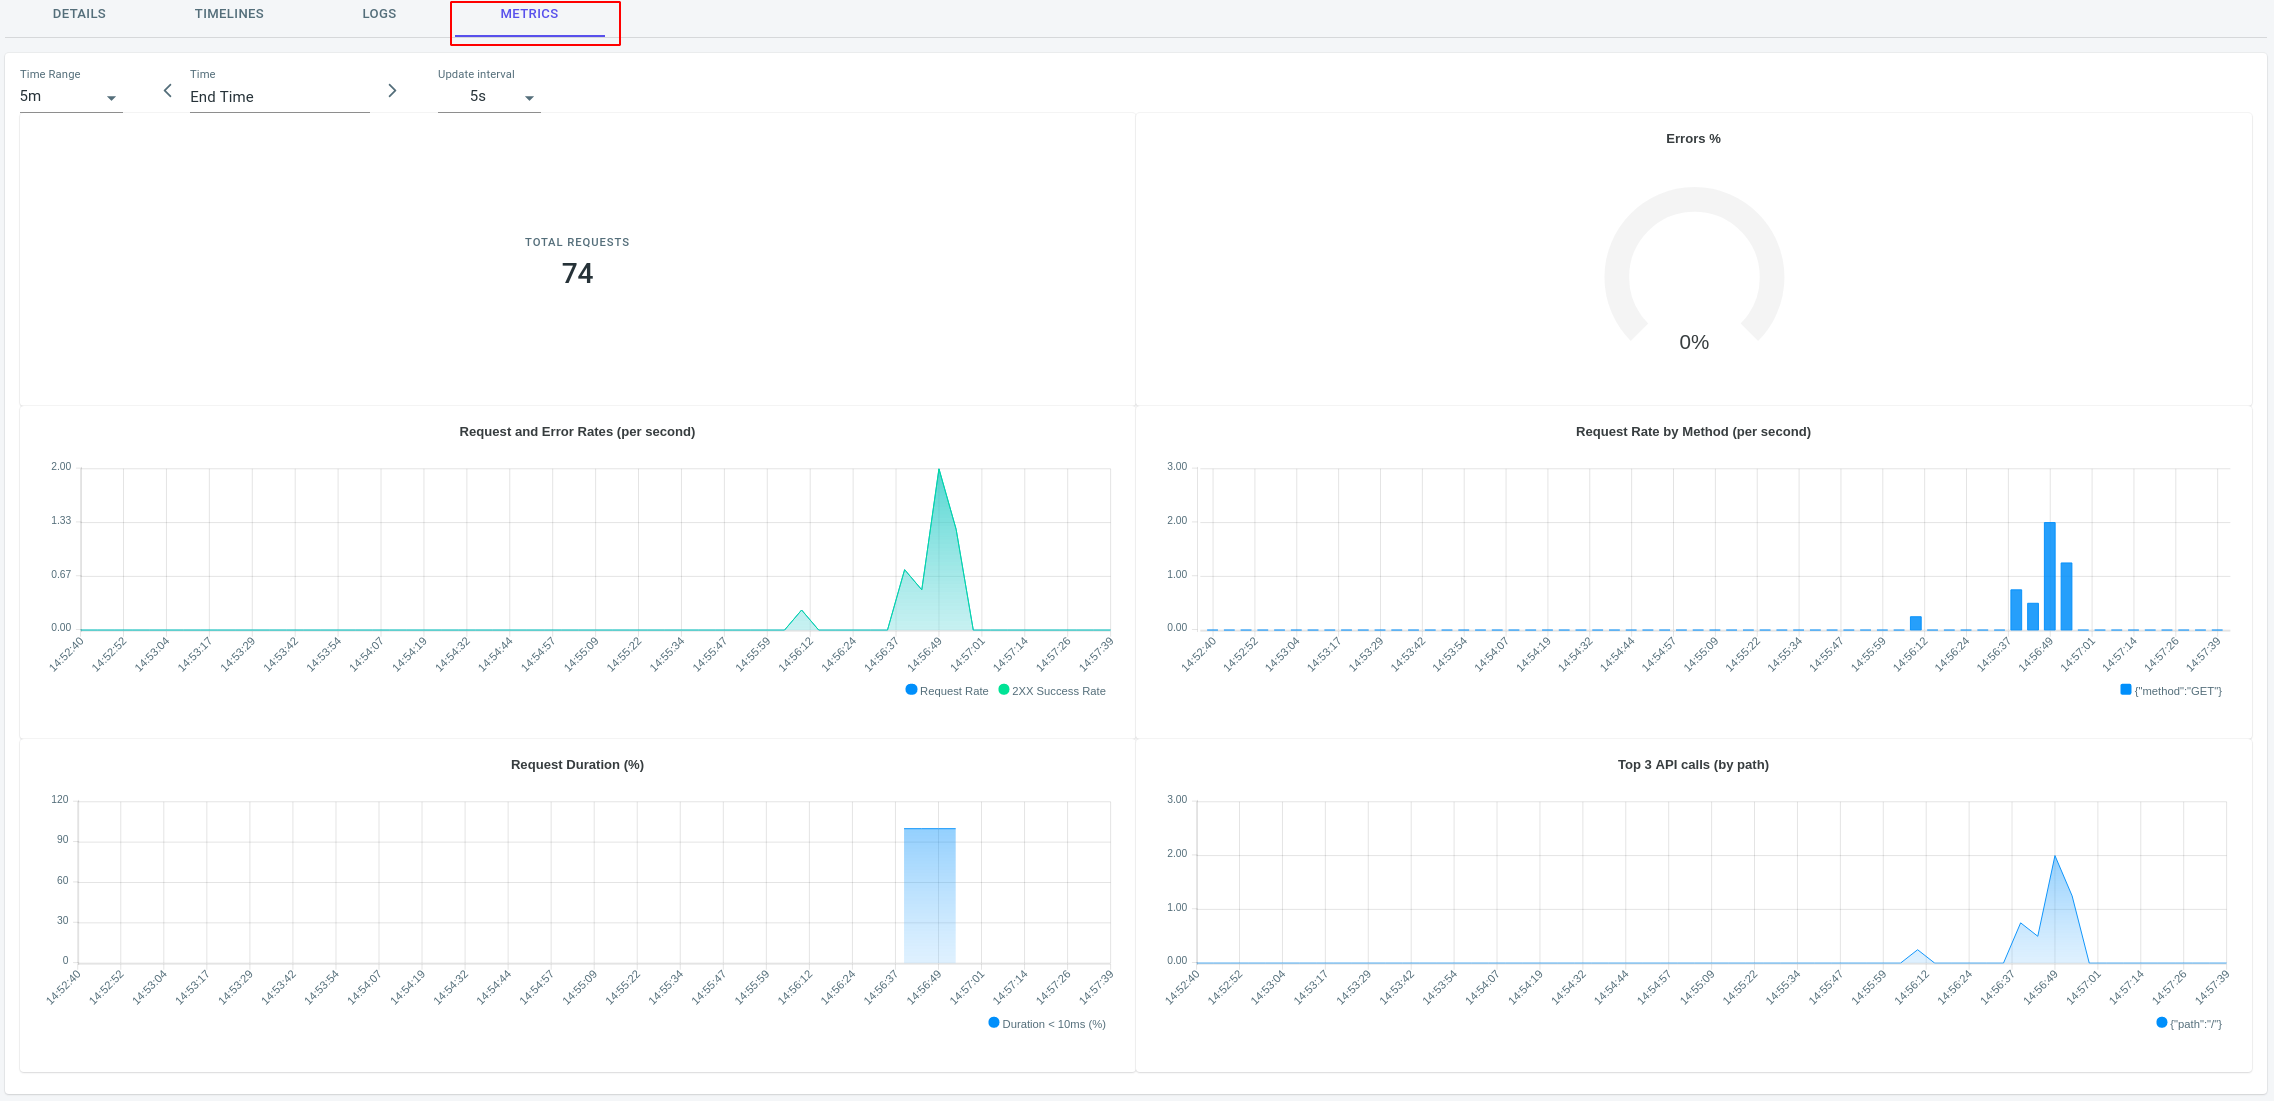 DETAILS TIMELINES LOGS METRICS
Time Range Time Update interval
5m End Time 5s
TOTAL REQUESTS
74
Errors %
0%
Request and Error Rates (per second)
2.00
1.33
0.67
0.00
14:52:40 14:52:52 14:53:04 14:53:17 14:53:29 14:53:42 14:53:54 14:54:07 14:54:19 14:54:32 14:54:44 14:54:57 14:55:09 14:55:22 14:55:34 14:55:47 14:55:59 14:56:12 14:56:24 14:56:37 14:56:49 14:57:01 14:57:14 14:57:26 14:57:39
Request Rate 2XX Success Rate
Request Rate by Method (per second)
3.00
2.00
1.00
0.00
14:52:40 14:52:52 14:53:04 14:53:17 14:53:29 14:53:42 14:53:54 14:54:07 14:54:19 14:54:32 14:54:44 14:54:57 14:55:09 14:55:22 14:55:34 14:55:47 14:55:59 14:56:12 14:56:24 14:56:37 14:56:49 14:57:01 14:57:14 14:57:26 14:57:39
{"method":"GET"}
Request Duration (%)
120
90
60
30
0
14:52:40 14:52:52 14:53:04 14:53:17 14:53:29 14:53:42 14:53:54 14:54:07 14:54:19 14:54:32 14:54:44 14:54:57 14:55:09 14:55:22 14:55:34 14:55:47 14:55:59 14:56:12 14:56:24 14:56:37 14:56:49 14:57:01 14:57:14 14:57:26 14:57:39
Duration < 10ms (%)
Top 3 API calls (by path)
3.00
2.00
1.00
0.00
14:52:40 14:52:52 14:53:04 14:53:17 14:53:29 14:53:42 14:53:54 14:54:07 14:54:19 14:54:32 14:54:44 14:54:57 14:55:09 14:55:22 14:55:34 14:55:47 14:55:59 14:56:12 14:56:24 14:56:37 14:56:49 14:57:01 14:57:14 14:57:26 14:57:39
{"path":"/"}